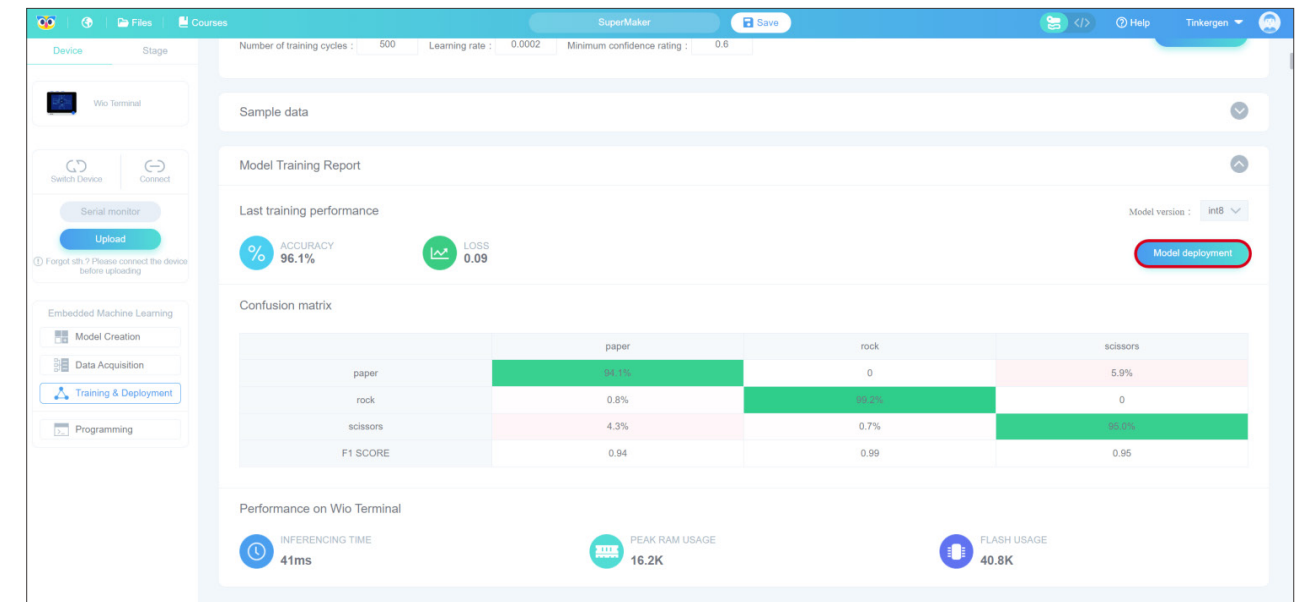 Files
Courses
SuperMaker
Save
</>
Help
Tinkergen
Device
Stage
Wio Terminal
Switch Device
Connect
Serial monitor
Upload
Forgot sth.? Please connect the device
before uploading
Embedded Machine Learning
Model Creation
Data Acquisition
Training & Deployment
Programming
Number of training cycles : 500 Learning rate : 0.0002 Minimum confidence rating : 0.6
Sample data
Model Training Report
Last training performance
Model version : int8
ACCURACY
96.1%
LOSS
0.09
Model deployment
Confusion matrix
paper rock scissors
paper 94.1% 0 5.9%
rock 0.8% 99.2% 0
scissors 4.3% 0.7% 95.0%
F1 SCORE 0.94 0.99 0.95
Performance on Wio Terminal
INFERENCING TIME
41ms
PEAK RAM USAGE
16.2K
FLASH USAGE
40.8K